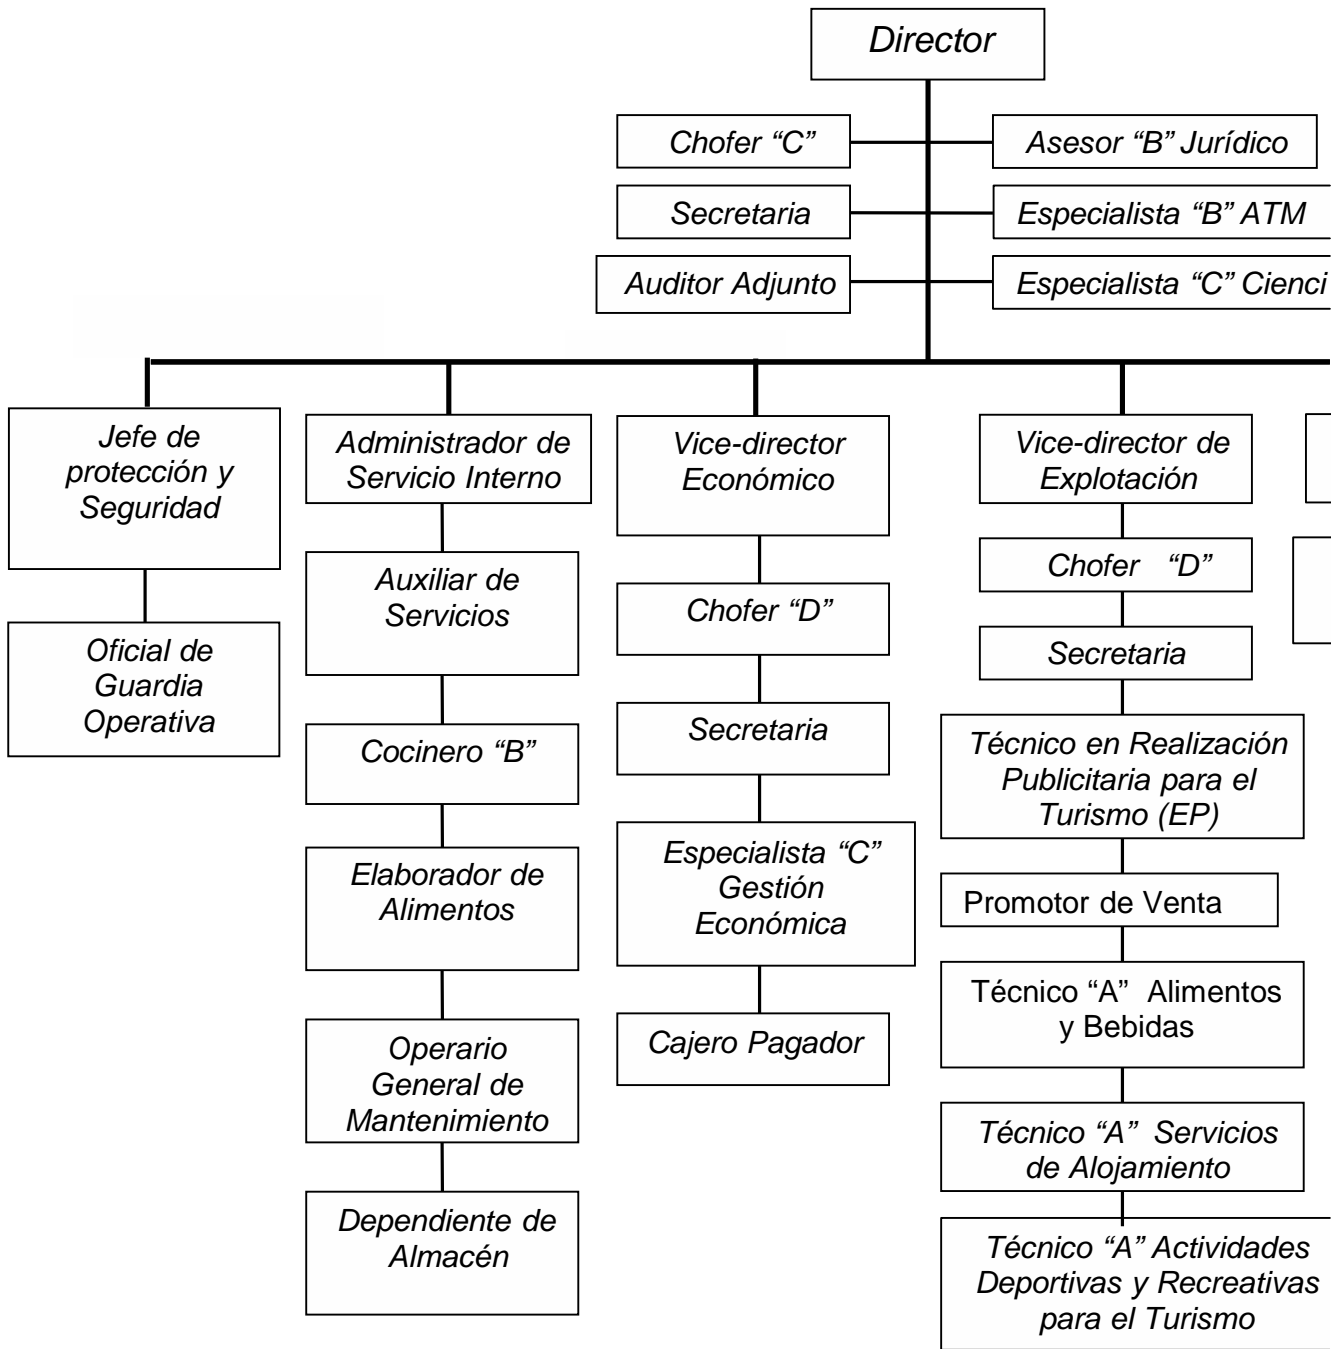 Director
Chofer “C”
Asesor “B” Jurídico
Secretaria
Especialista “B” ATM
Auditor Adjunto
Especialista “C” Cienci
Jefe de
protección y
Seguridad
Oficial de
Guardia
Operativa
Administrador de
Servicio Interno
Auxiliar de
Servicios
Cocinero “B”
Elaborador de
Alimentos
Operario
General de
Mantenimiento
Dependiente de
Almacén
Vice-director
Económico
Chofer “D”
Secretaria
Especialista “C”
Gestión
Económica
Cajero Pagador
Vice-director de
Explotación
Chofer “D”
Secretaria
Técnico en Realización
Publicitaria para el
Turismo (EP)
Promotor de Venta
Técnico “A” Alimentos
y Bebidas
Técnico “A” Servicios
de Alojamiento
Técnico “A” Actividades
Deportivas y Recreativas
para el Turismo